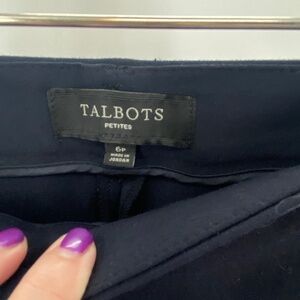 TALBOTS
PETITES
6P
MADE IN
JORDAN